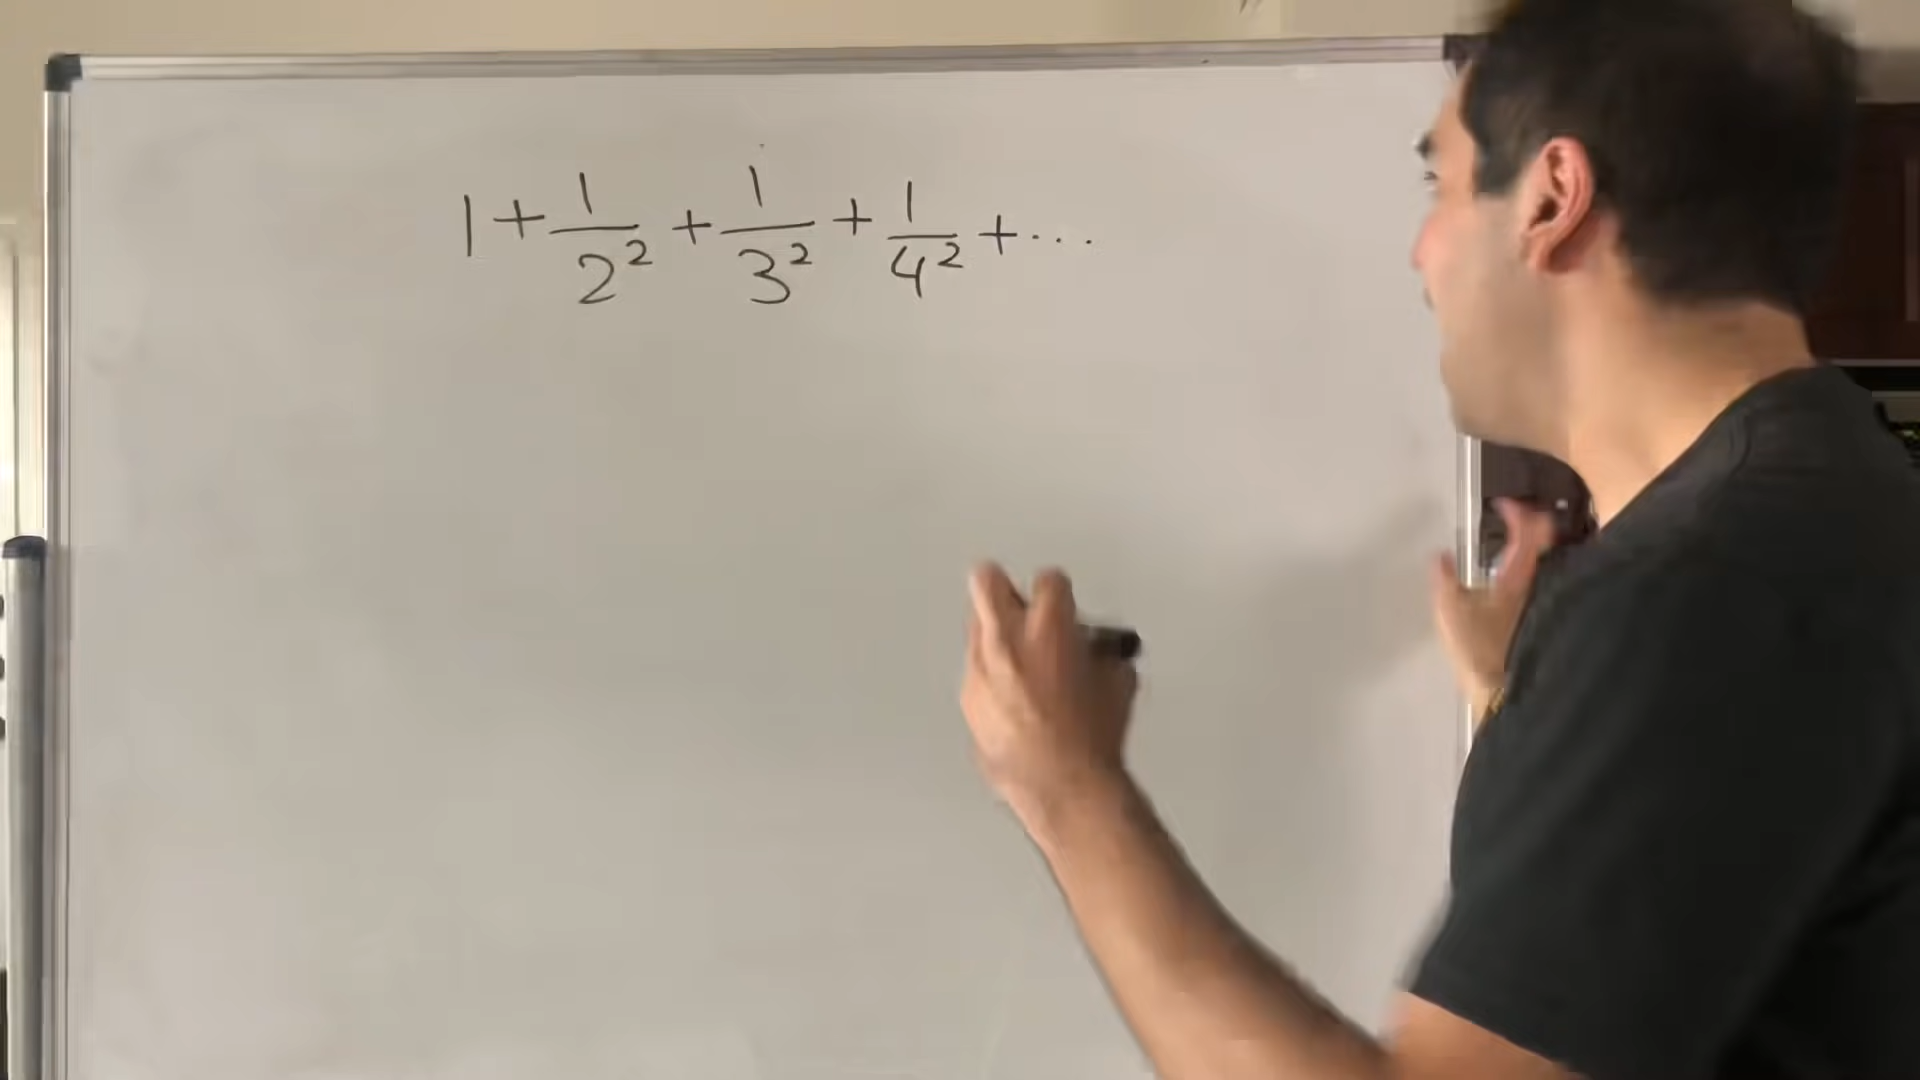 1 + 1/2² + 1/3² + 1/4² + ...